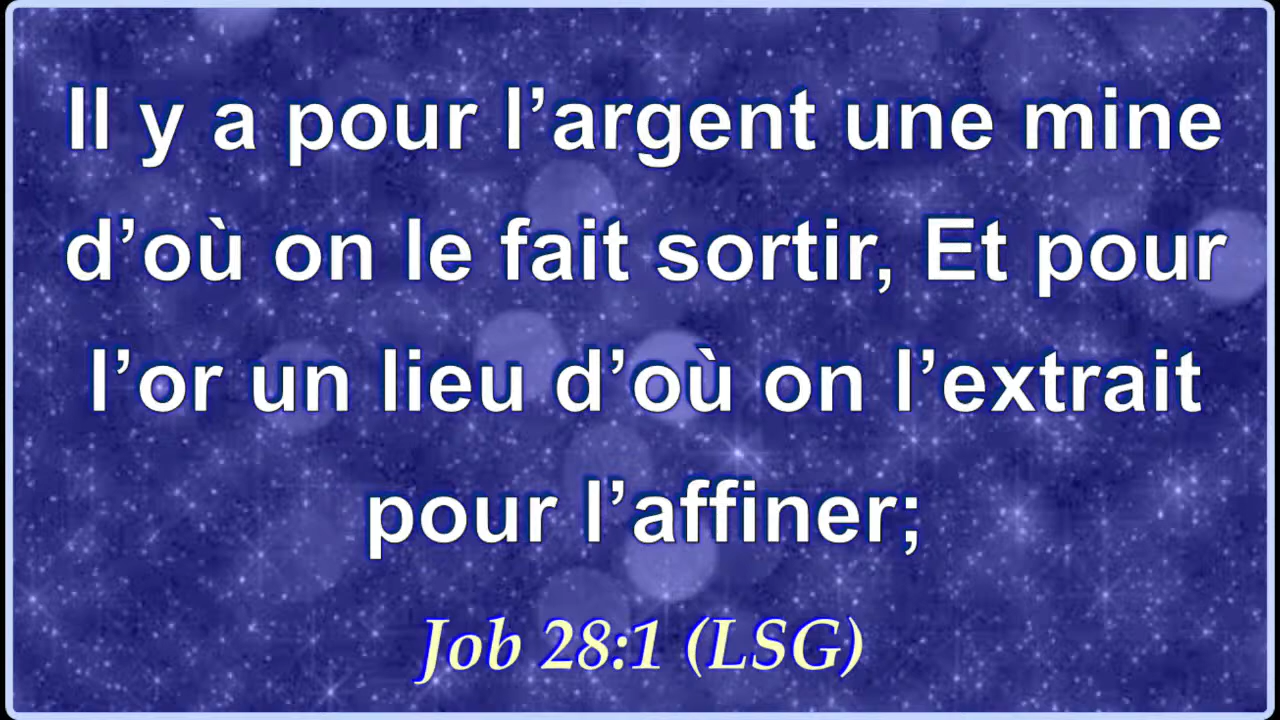 Il y a pour l’argent une mine
d’où on le fait sortir, Et pour
l’or un lieu d’où on l’extrait
pour l’affiner;
Job 28:1 (LSG)